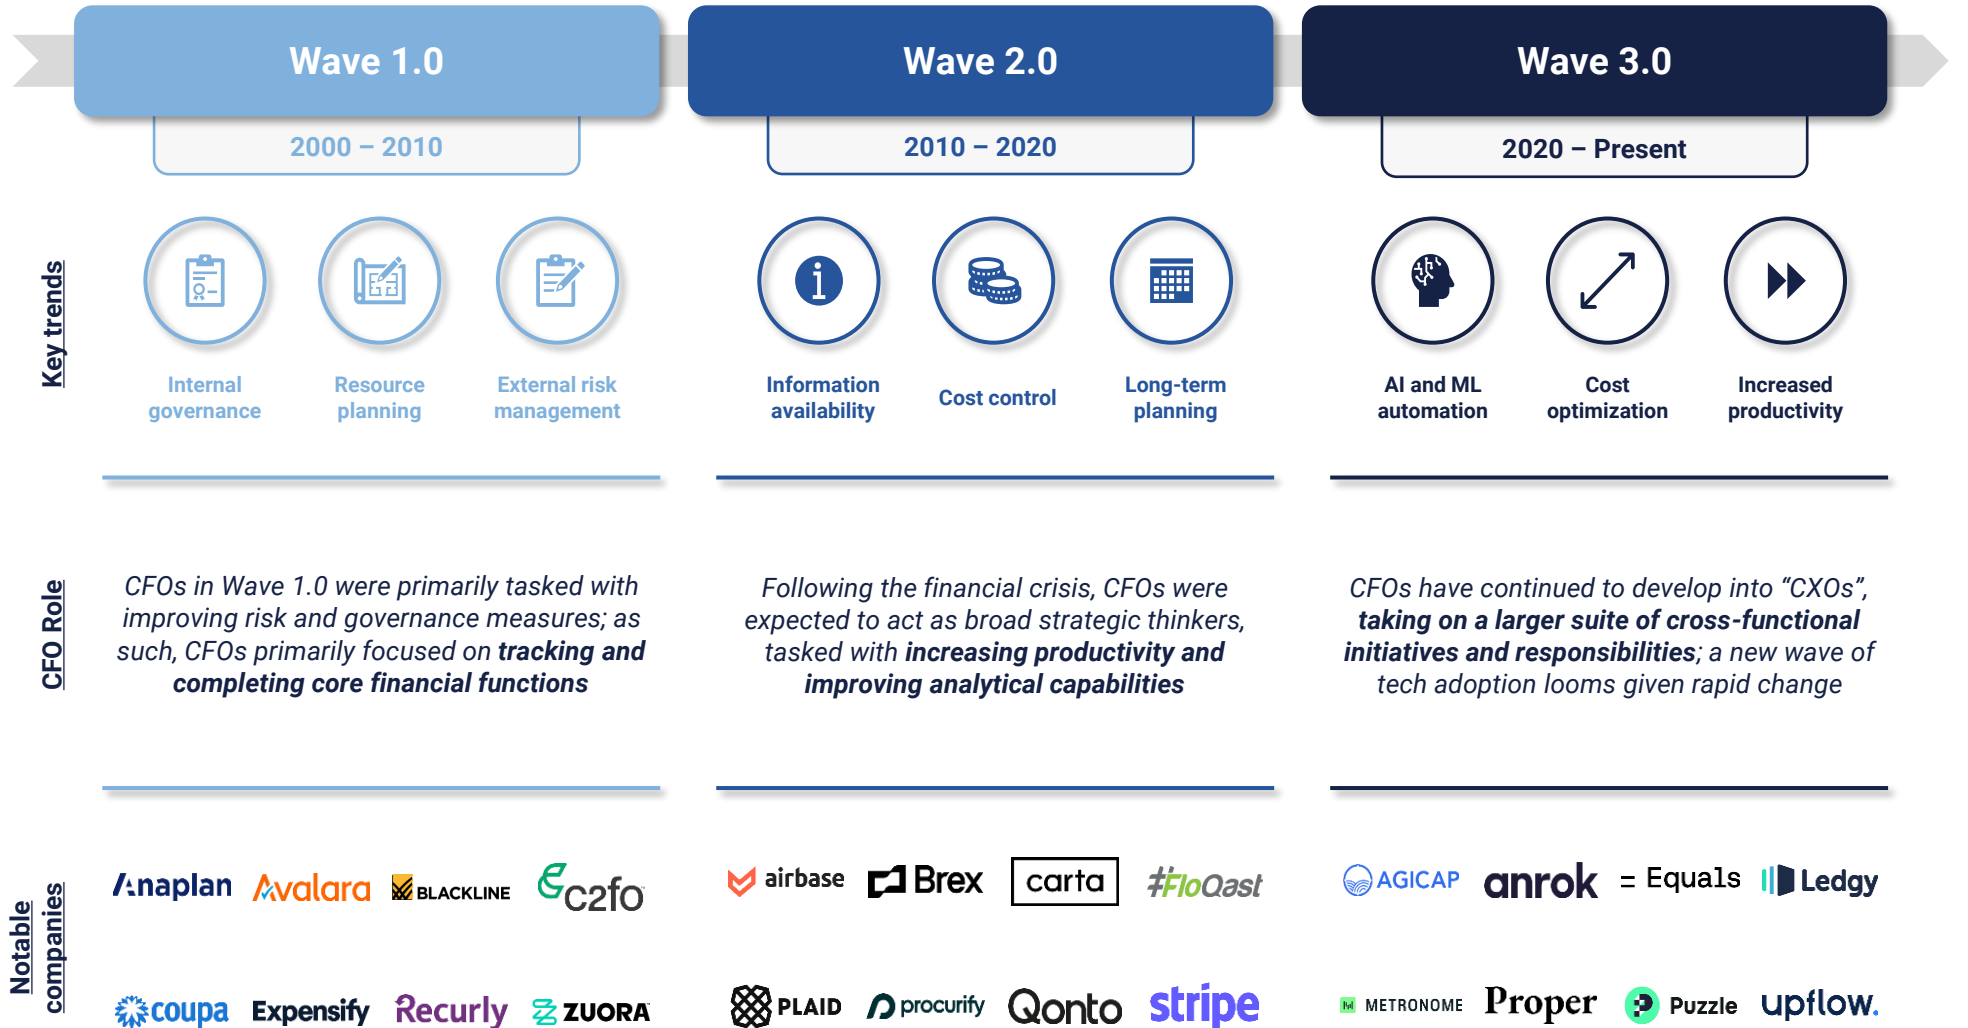 Wave 1.0
Wave 2.0
Wave 3.0
2000 – 2010
2010 – 2020
2020 – Present
Key trends
Internal
governance
Resource
planning
External risk
management
Information
availability
Cost control
Long-term
planning
AI and ML
automation
Cost
optimization
Increased
productivity
CFO Role
CFOs in Wave 1.0 were primarily tasked with
improving risk and governance measures; as
such, CFOs primarily focused on tracking and
completing core financial functions
Following the financial crisis, CFOs were
expected to act as broad strategic thinkers,
tasked with increasing productivity and
improving analytical capabilities
CFOs have continued to develop into “CXOs”,
taking on a larger suite of cross-functional
initiatives and responsibilities; a new wave of
tech adoption looms given rapid change
Notable
companies
Anaplan
Avalara
BLACKLINE
C2fo
airbase
Brex
carta
#FloQast
AGICAP
anrok
= Equals
Ledgy
coupa
Expensify
Recurly
ZUORA
PLAID
procurify
Qonto
stripe
METRONOME
Proper
Puzzle
upflow.